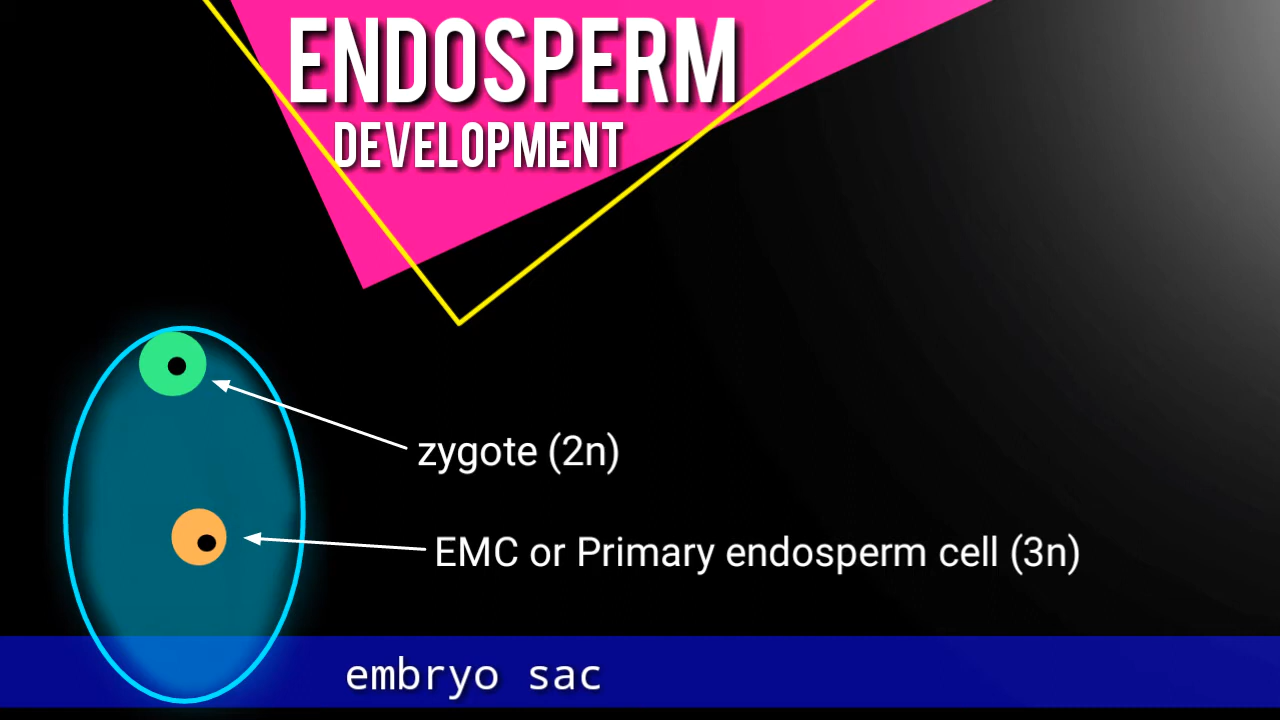 ENDOSPERM
DEVELOPMENT
zygote (2n)
EMC or Primary endosperm cell (3n)
embryo sac